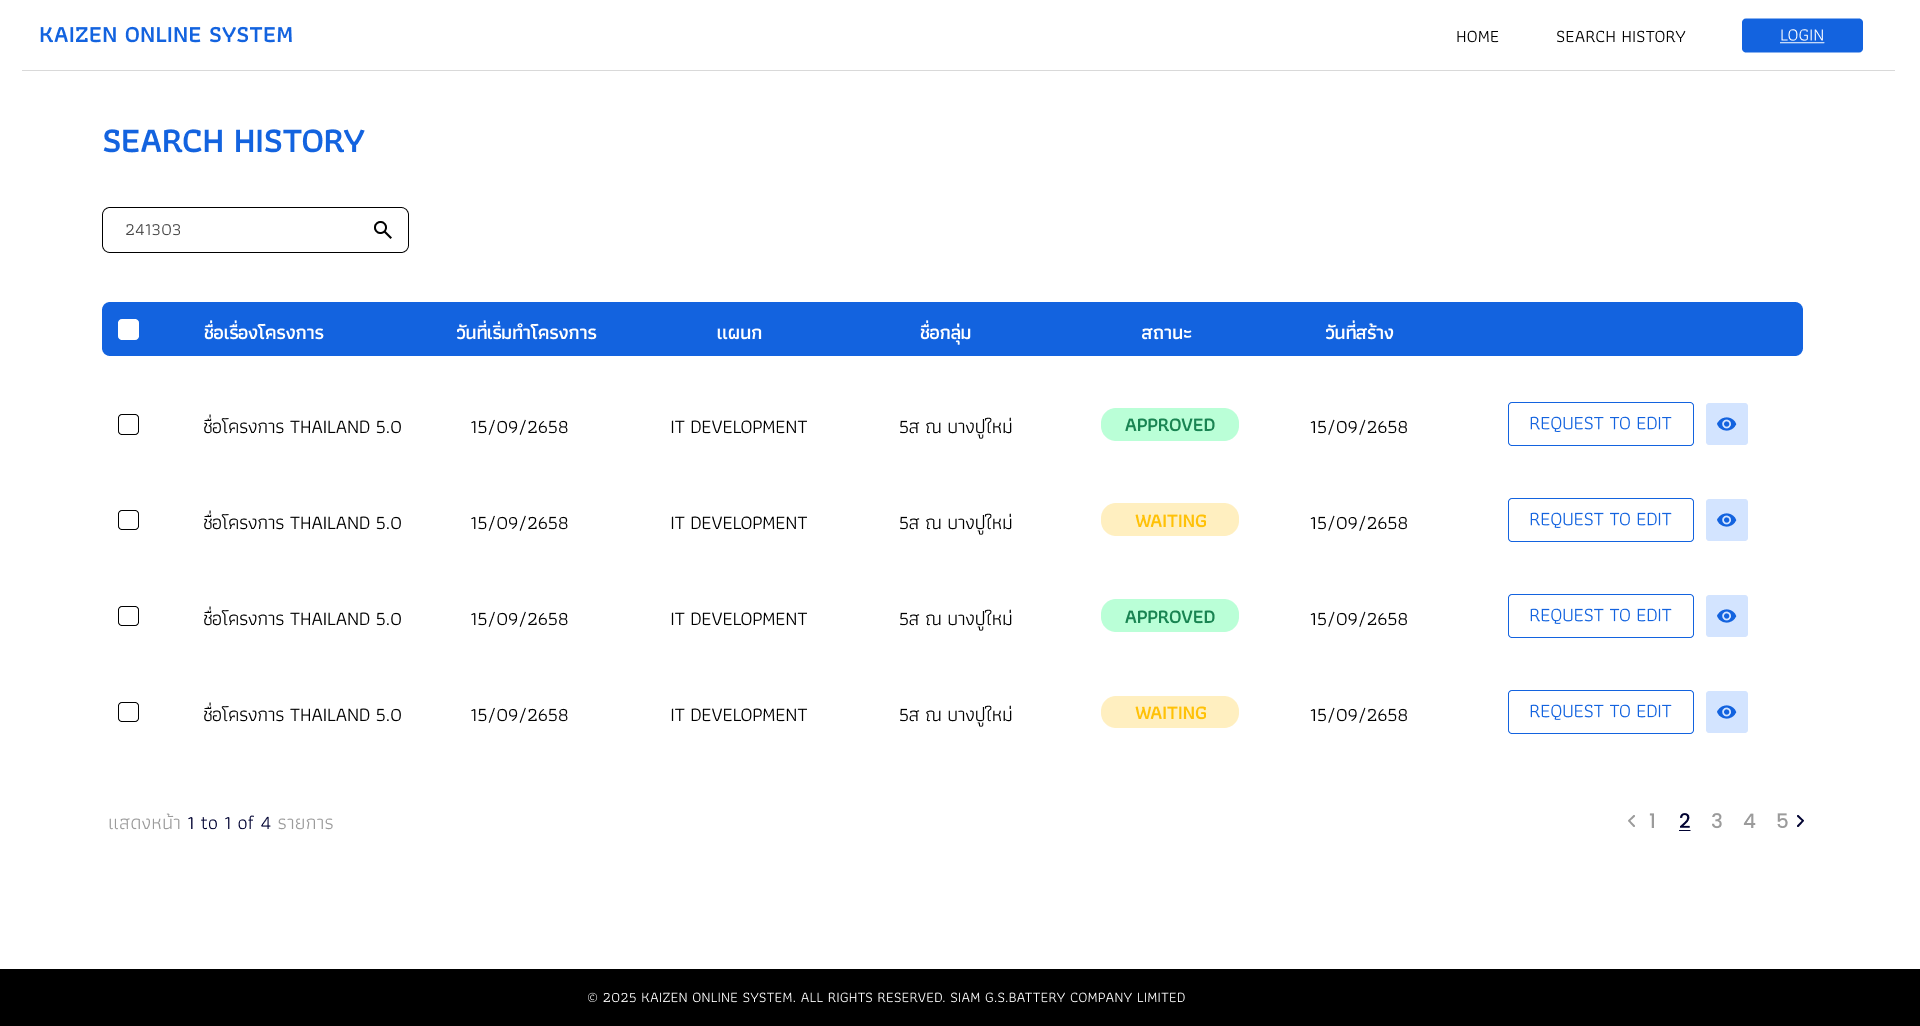 KAIZEN ONLINE SYSTEM
HOME SEARCH HISTORY LOGIN
SEARCH HISTORY
241303
ชื่อเรื่องโครงการ วันที่เริ่มทำโครงการ แผนก ชื่อกลุ่ม สถานะ วันที่สร้าง
ชื่อโครงการ THAILAND 5.0 15/09/2658 IT DEVELOPMENT 5ส ณ บางปูใหม่ APPROVED 15/09/2658 REQUEST TO EDIT
ชื่อโครงการ THAILAND 5.0 15/09/2658 IT DEVELOPMENT 5ส ณ บางปูใหม่ WAITING 15/09/2658 REQUEST TO EDIT
ชื่อโครงการ THAILAND 5.0 15/09/2658 IT DEVELOPMENT 5ส ณ บางปูใหม่ APPROVED 15/09/2658 REQUEST TO EDIT
ชื่อโครงการ THAILAND 5.0 15/09/2658 IT DEVELOPMENT 5ส ณ บางปูใหม่ WAITING 15/09/2658 REQUEST TO EDIT
แสดงหน้า 1 to 1 of 4 รายการ < 1 2 3 4 5 >
© 2025 KAIZEN ONLINE SYSTEM. ALL RIGHTS RESERVED. SIAM G.S.BATTERY COMPANY LIMITED